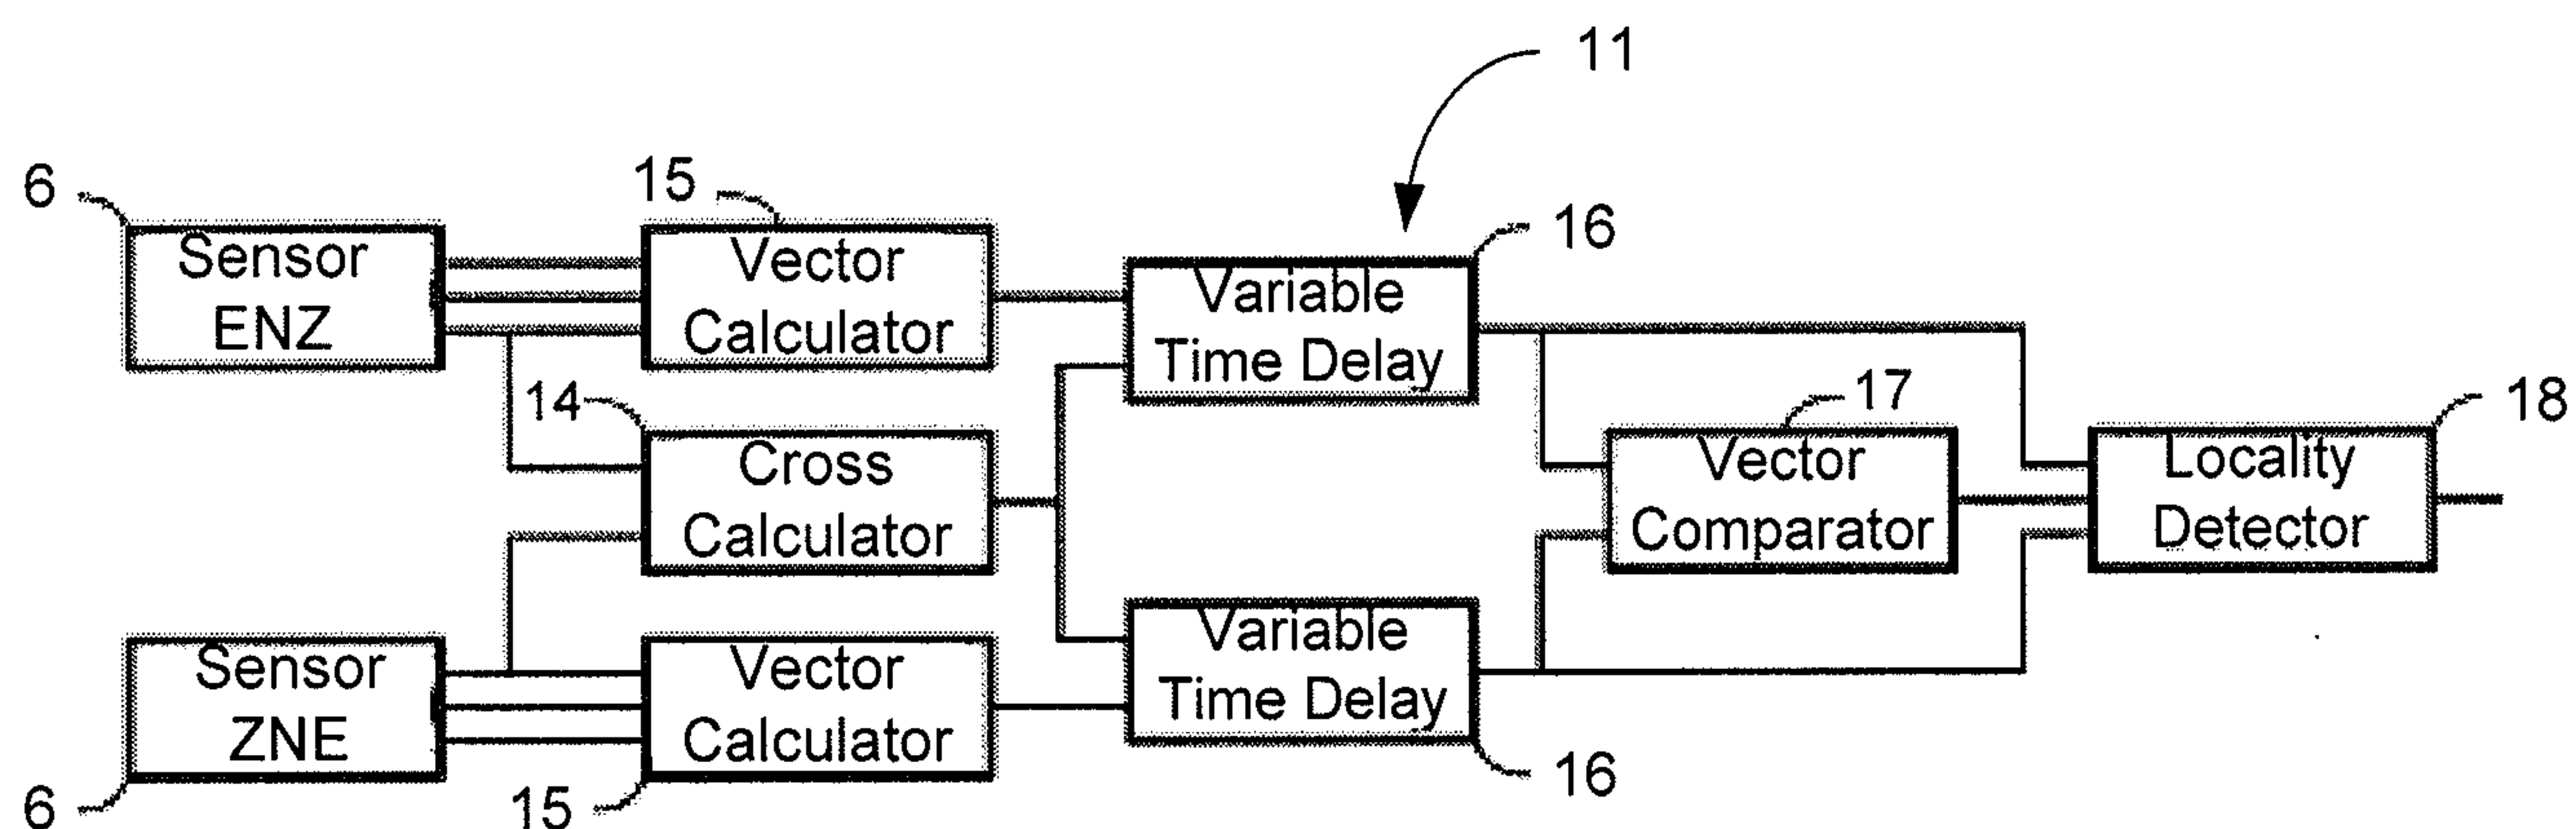 11
6
15
16
Sensor
ENZ
Vector
Calculator
Variable
Time Delay
14
17
18
Cross
Calculator
Vector
Comparator
Locality
Detector
Sensor
ZNE
Vector
Calculator
Variable
Time Delay
6
15
16